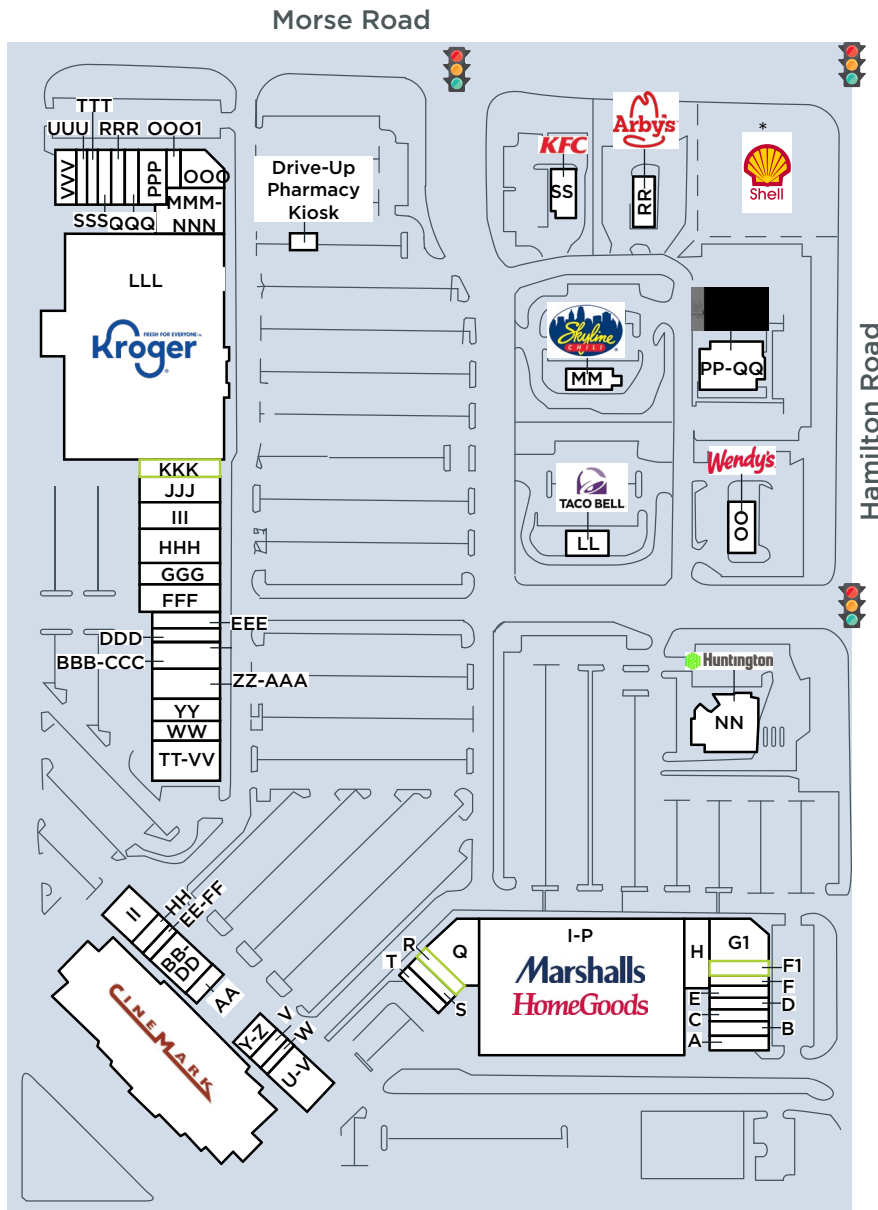 Morse Road
TTT
UUU RRR OOO1
VVV
PPP
OOO
SSS QQQ
MMM-
NNN
Drive-Up
Pharmacy
Kiosk
KFC
SS
Arby's
RR
*
Shell
LLL
FRESH FOR EVERYONE™
Kroger
Skyline
CHILI
MM
PP-QQ
Hamilton Road
KKK
JJJ
III
HHH
GGG
FFF
EEE
DDD
BBB-CCC
ZZ-AAA
YY
WW
TT-VV
TACO BELL
LL
Wendy's
OO
Huntington
NN
II
HH
EE-FF
BB-
DD
AA
CINEMARK
Y-Z
V
W
U-V
R
T
Q
S
I-P
Marshalls
HomeGoods
H
G1
F1
F
E
D
C
B
A